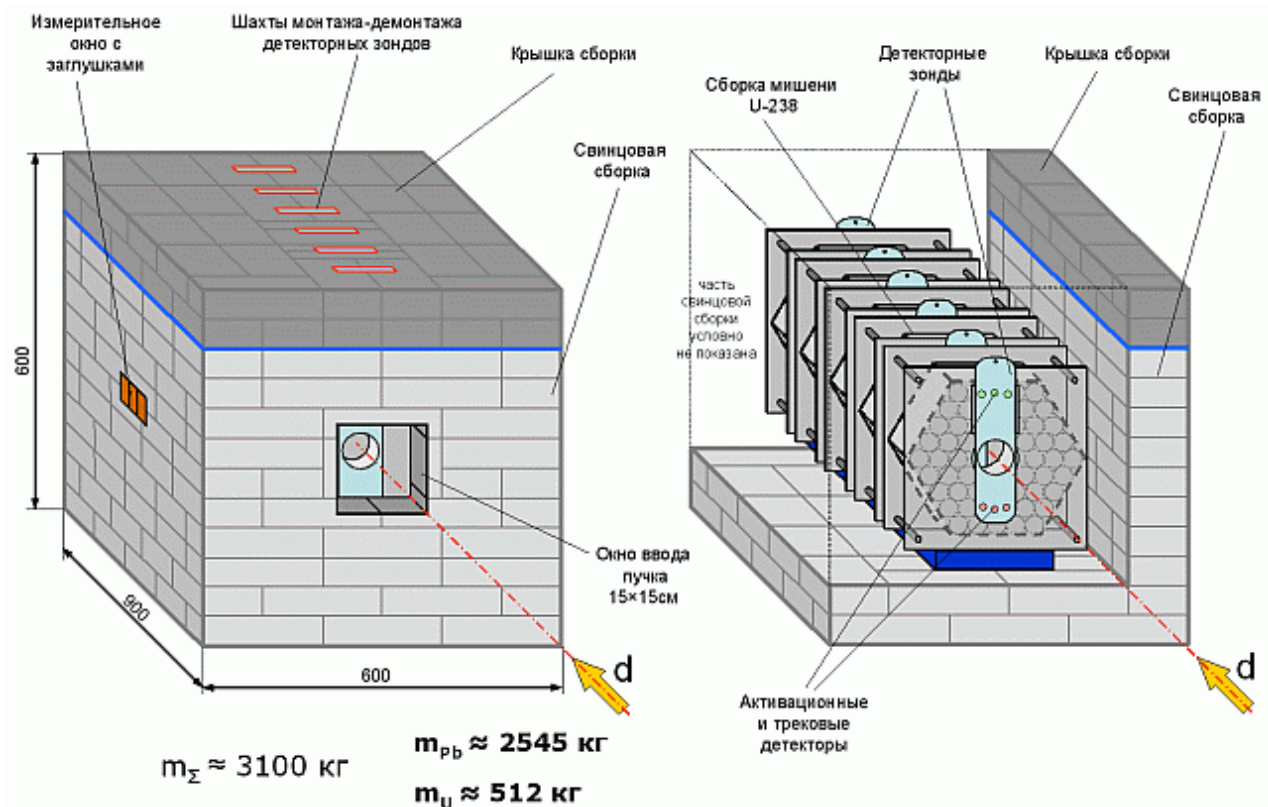 Измерительное
окно с
заглушками
Шахты монтажа-демонтажа
детекторных зондов
Крышка сборки
Свинцовая
сборка
600
900
600
Окно ввода
пучка
15×15см
d
m_Σ ≈ 3100 кг
m_Pb ≈ 2545 кг
m_U ≈ 512 кг
Сборка мишени
U-238
Детекторные
зонды
Крышка сборки
Свинцовая
сборка
часть
свинцовой
сборки
условно
не показана
Активационные
и трековые
детекторы
d